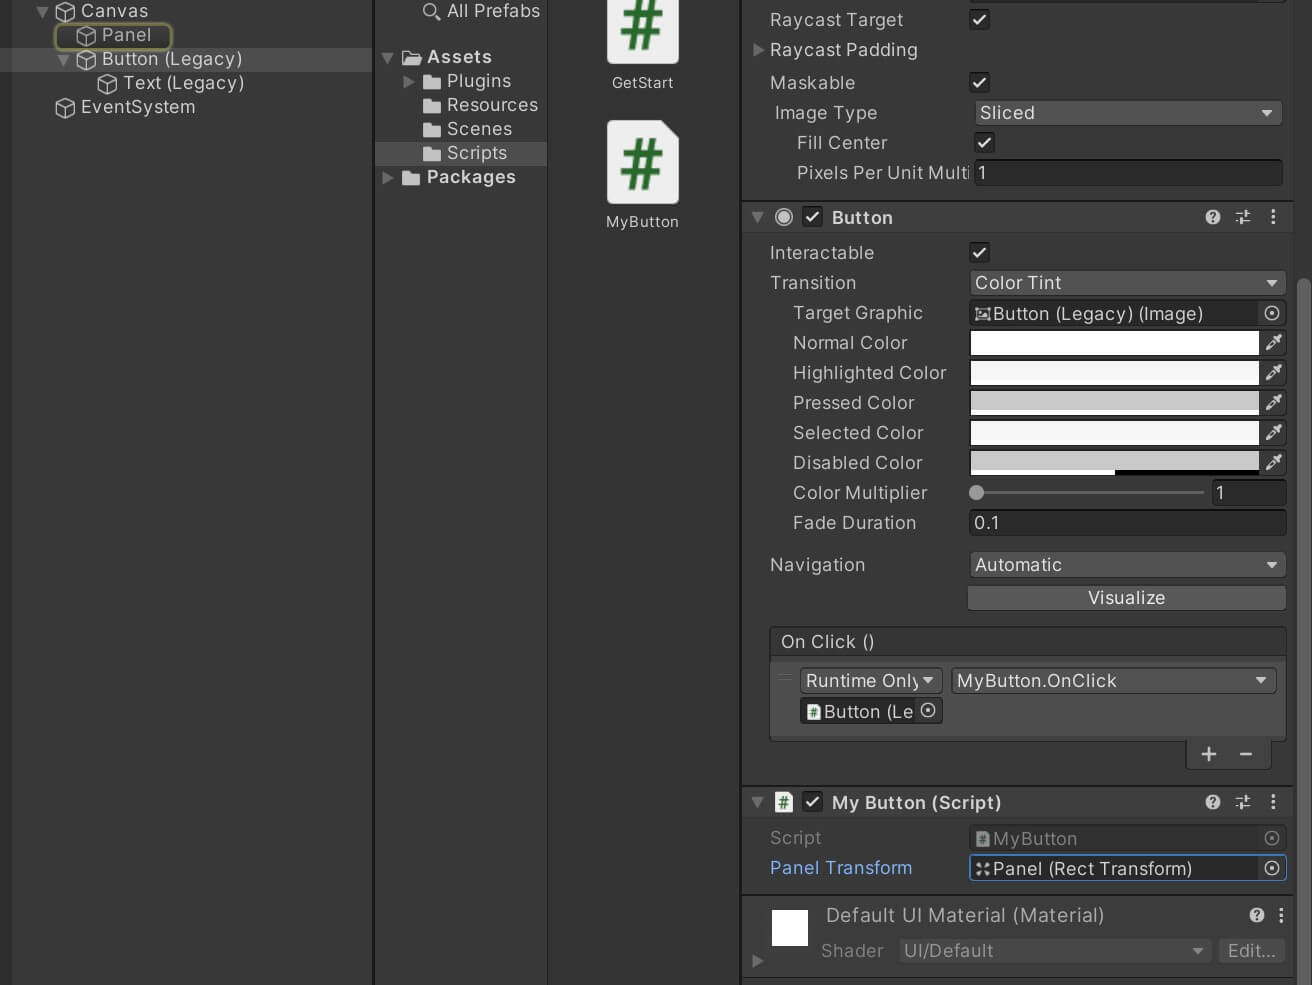 Canvas
Panel
Button (Legacy)
Text (Legacy)
EventSystem
All Prefabs
Assets
Plugins
Resources
Scenes
Scripts
Packages
#
GetStart
#
MyButton
Raycast Target
Raycast Padding
Maskable
Image Type Sliced
Fill Center
Pixels Per Unit Multi 1
Button
Interactable
Transition Color Tint
Target Graphic Button (Legacy) (Image)
Normal Color
Highlighted Color
Pressed Color
Selected Color
Disabled Color
Color Multiplier 1
Fade Duration 0.1
Navigation Automatic
Visualize
On Click ()
Runtime Only MyButton.OnClick
# Button (Le
# My Button (Script)
Script # MyButton
Panel Transform Panel (Rect Transform)
Default UI Material (Material)
Shader UI/Default Edit...